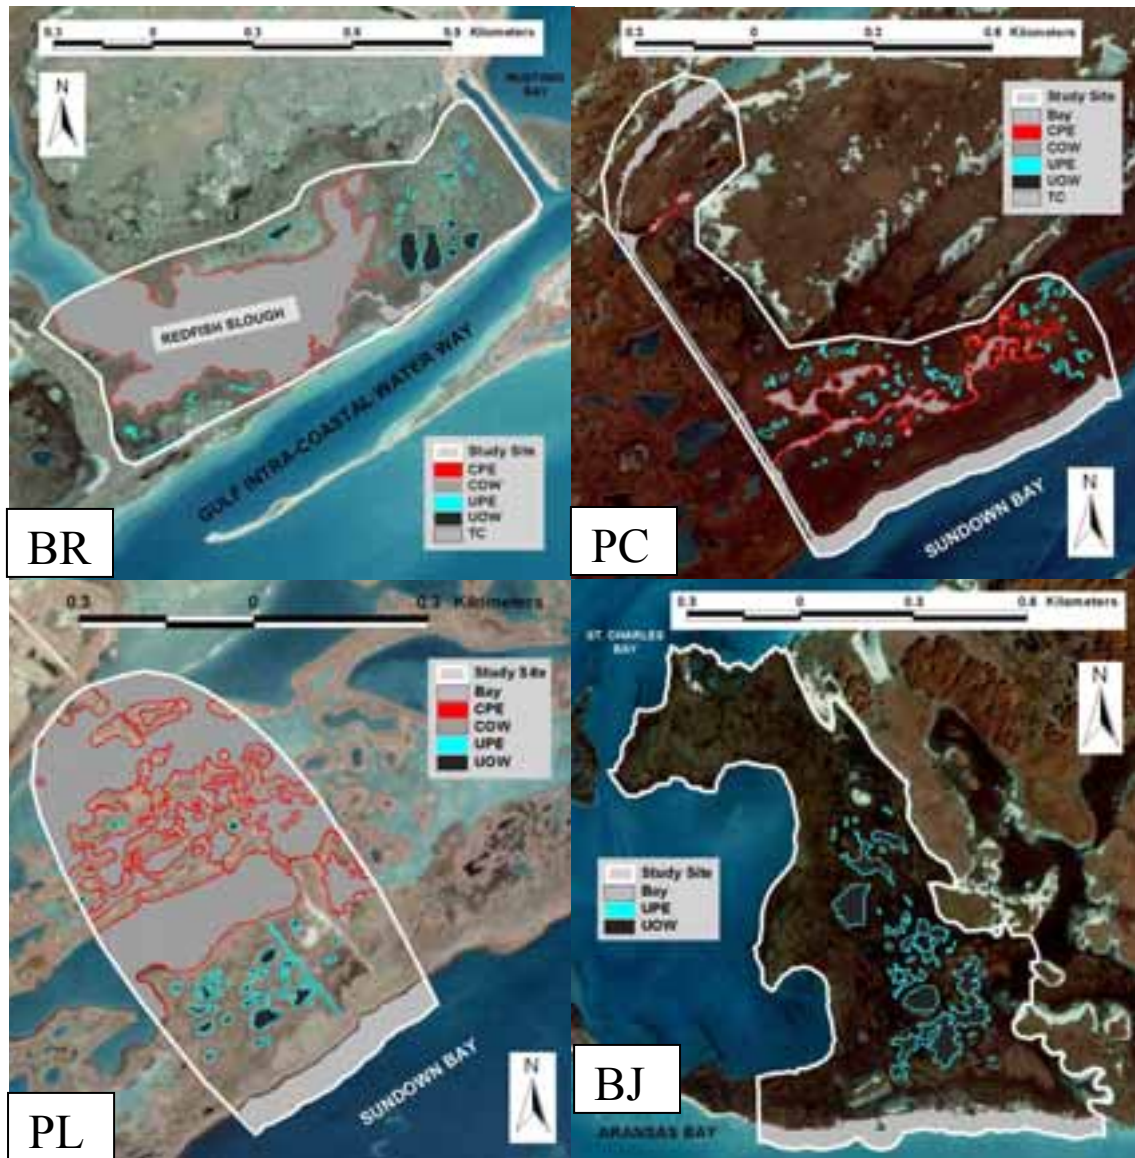 0.3 0 0.3 0.6 0.9 Kilometers
N
MUSTANG
BAY
REDFISH SLOUGH
GULF INTRA-COASTAL WATER WAY
Study Site
CPE
COW
UPE
UOW
TC
BR
0.3 0 0.3 0.6 Kilometers
Study Site
Bay
CPE
COW
UPE
UOW
TC
N
SUNDOWN BAY
PC
0.3 0 0.3 Kilometers
Study Site
Bay
CPE
COW
UPE
UOW
SUNDOWN BAY
N
PL
0.3 0 0.3 0.6 Kilometers
ST. CHARLES
BAY
N
Study Site
Bay
UPE
UOW
BJ
ARANSAS BAY